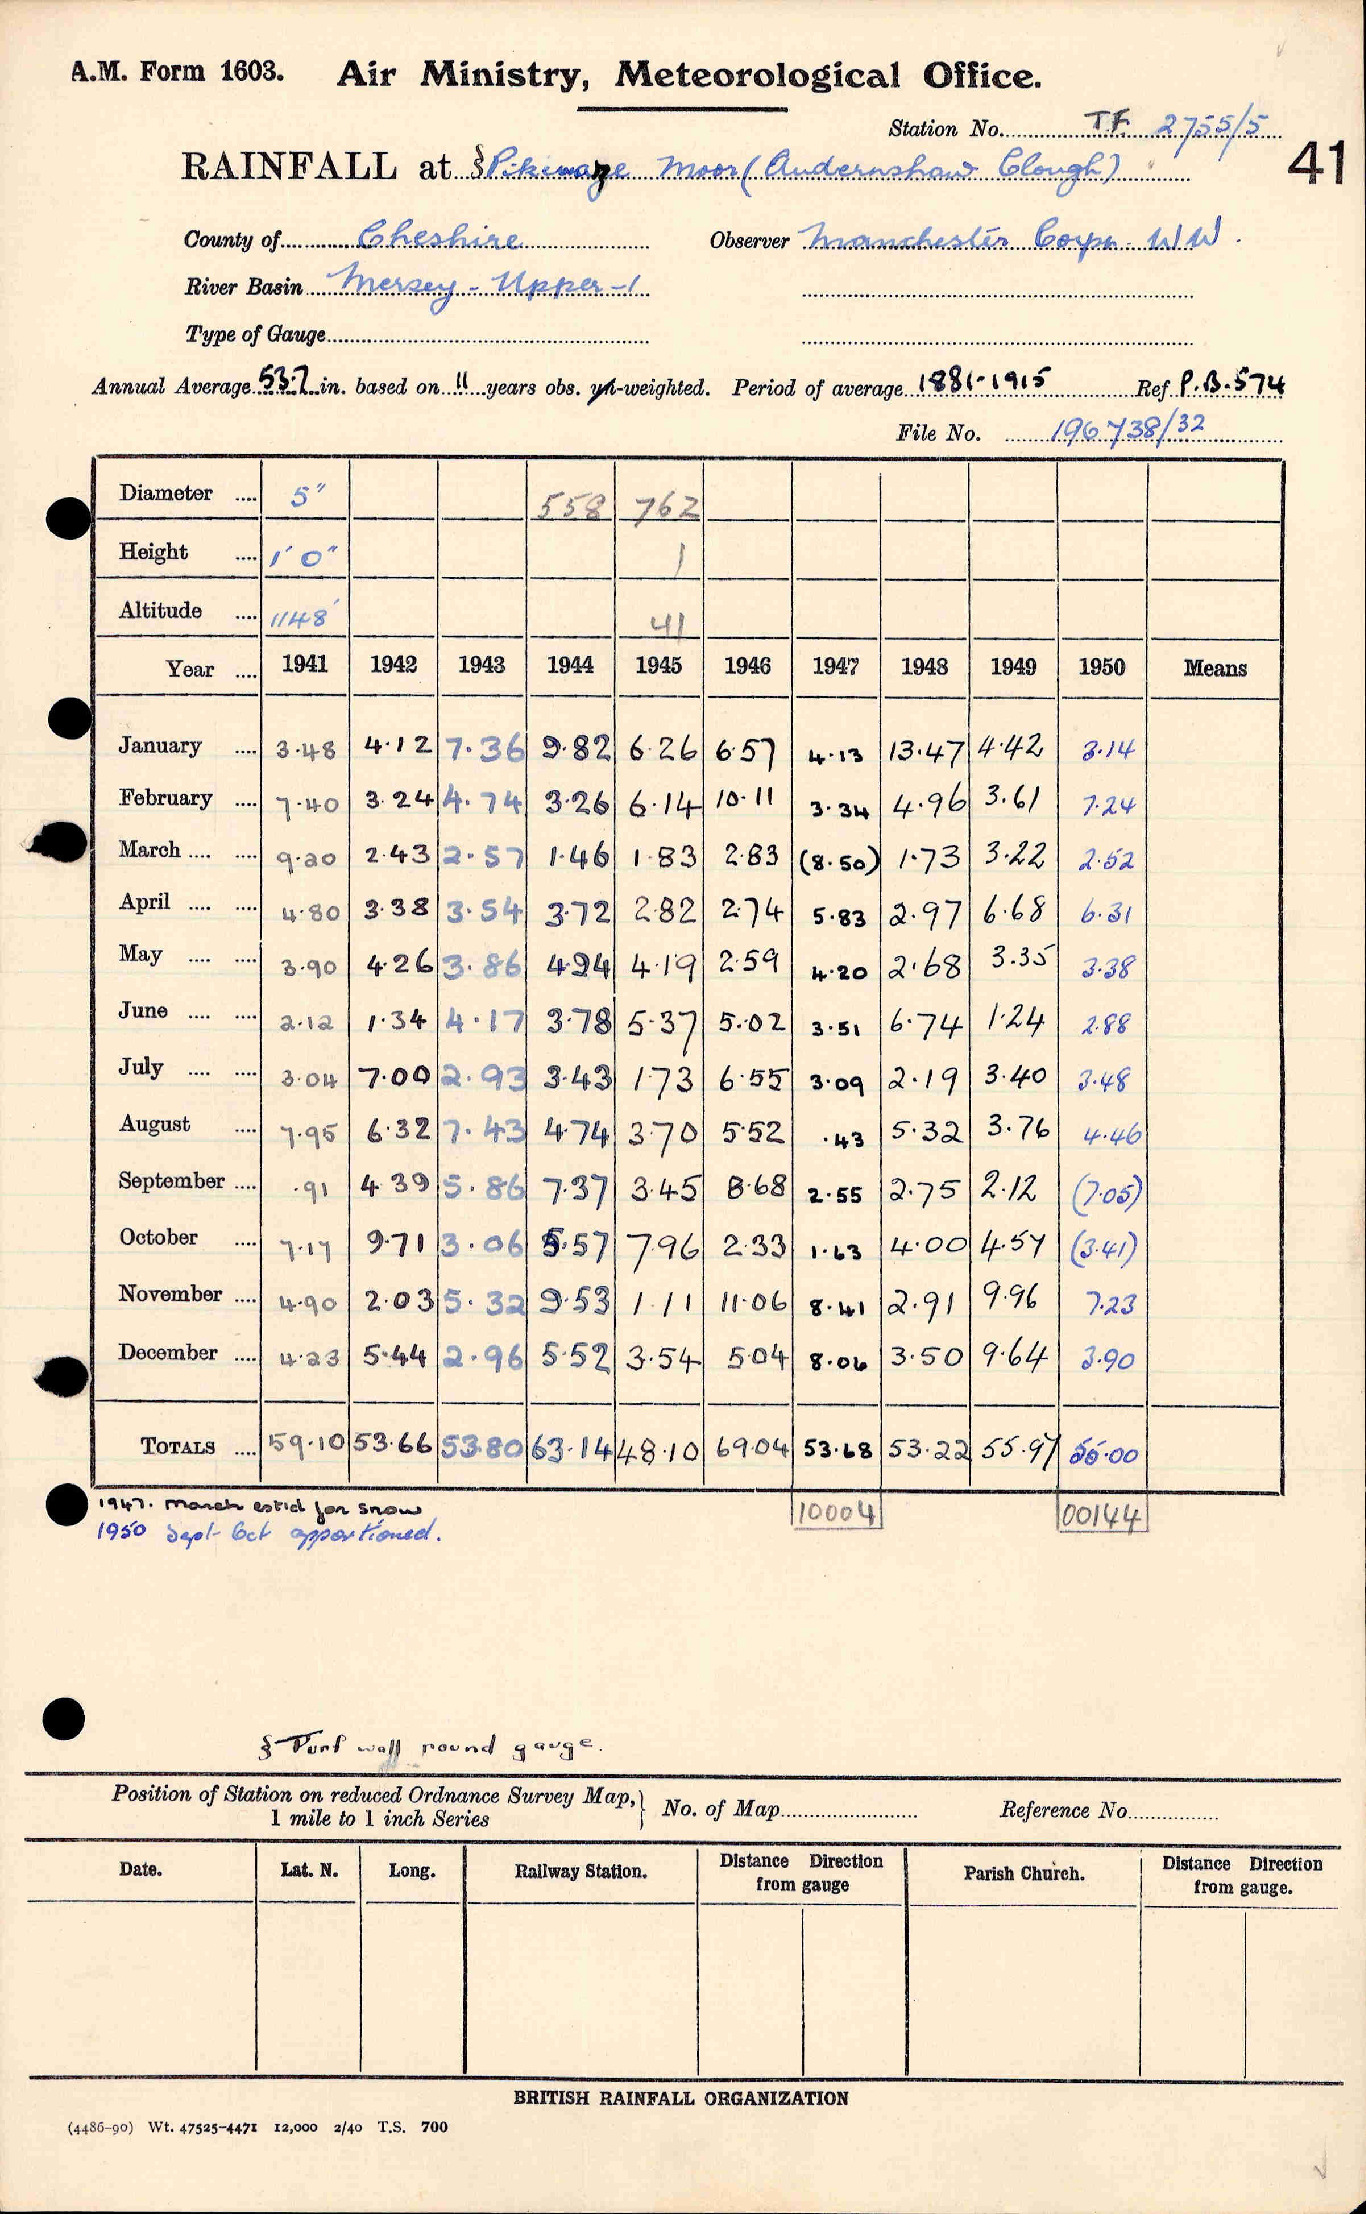 A.M. Form 1603. Air Ministry, Meteorological Office.
Station No. T.F. 2755/5
41
RAINFALL at § Pikenaze Moor (Audernshaw Clough)
County of Cheshire Observer Manchester Corpn. WW.
River Basin Mersey - Upper - 1
Type of Gauge
Annual Average 53.7 in. based on 11 years obs. -weighted. Period of average 1881-1915 Ref P.B.574
File No. 196738/32
Diameter .... 5" 558 762
Height .... 1' 0" 1
Altitude .... 1148' 41
Year .... 1941 1942 1943 1944 1945 1946 1947 1948 1949 1950 Means
January .... 3.48 4.12 7.36 9.82 6.26 6.57 4.13 13.47 4.42 3.14
February .... 7.40 3.24 4.74 3.26 6.14 10.11 3.34 4.96 3.61 7.24
March .... .... 9.20 2.43 2.57 1.46 1.83 2.83 (8.50) 1.73 3.22 2.52
April .... .... 4.80 3.38 3.54 3.72 2.82 2.74 5.83 2.97 6.68 6.31
May .... .... 3.90 4.26 3.86 4.94 4.19 2.59 4.20 2.68 3.35 3.38
June .... .... 2.12 1.34 4.17 3.78 5.37 5.02 3.51 6.74 1.24 2.88
July .... .... 3.04 7.00 2.93 3.43 1.73 6.55 3.09 2.19 3.40 3.48
August .... 7.95 6.32 7.43 4.74 3.70 5.52 .43 5.32 3.76 4.46
September .... .91 4.39 5.86 7.37 3.45 8.68 2.55 2.75 2.12 (7.05)
October .... 7.17 9.71 3.06 5.57 7.96 2.33 1.63 4.00 4.57 (3.41)
November .... 4.90 2.03 5.32 9.53 1.11 11.06 8.41 2.91 9.96 7.23
December .... 4.23 5.44 2.96 5.52 3.54 5.04 8.06 3.50 9.64 3.90
TOTALS .... 59.10 53.66 53.80 63.14 48.10 69.04 53.68 53.22 55.97 55.00
1947. March estd for snow 10004 00144
1950 Sept-Oct apportioned.
§ Turf wall round gauge.
Position of Station on reduced Ordnance Survey Map, 1 mile to 1 inch Series } No. of Map Reference No.
Date. Lat. N. Long. Railway Station. Distance Direction from gauge Parish Church. Distance Direction from gauge.
BRITISH RAINFALL ORGANIZATION
(4486-90) Wt. 47525-4471 12,000 2/40 T.S. 700